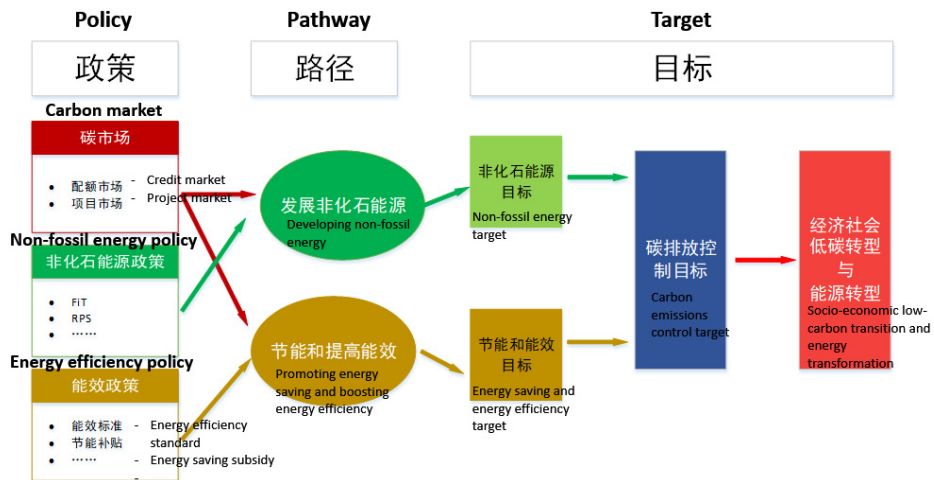 Policy
Pathway
Target
政策
路径
目标
Carbon market
碳市场
• 配额市场
- Credit market
• 项目市场
- Project market
Non-fossil energy policy
非化石能源政策
• FiT
• RPS
• ……
Energy efficiency policy
能效政策
• 能效标准
- Energy efficiency
standard
• 节能补贴
• ……
- Energy saving subsidy
-
发展非化石能源
Developing non-fossil
energy
节能和提高能效
Promoting energy
saving and boosting
energy efficiency
非化石能源
目标
Non-fossil energy
target
节能和能效
目标
Energy saving and
energy efficiency
target
碳排放控
制目标
Carbon
emissions
control target
经济社会
低碳转型
与
能源转型
Socio-economic low-
carbon transition and
energy
transformation